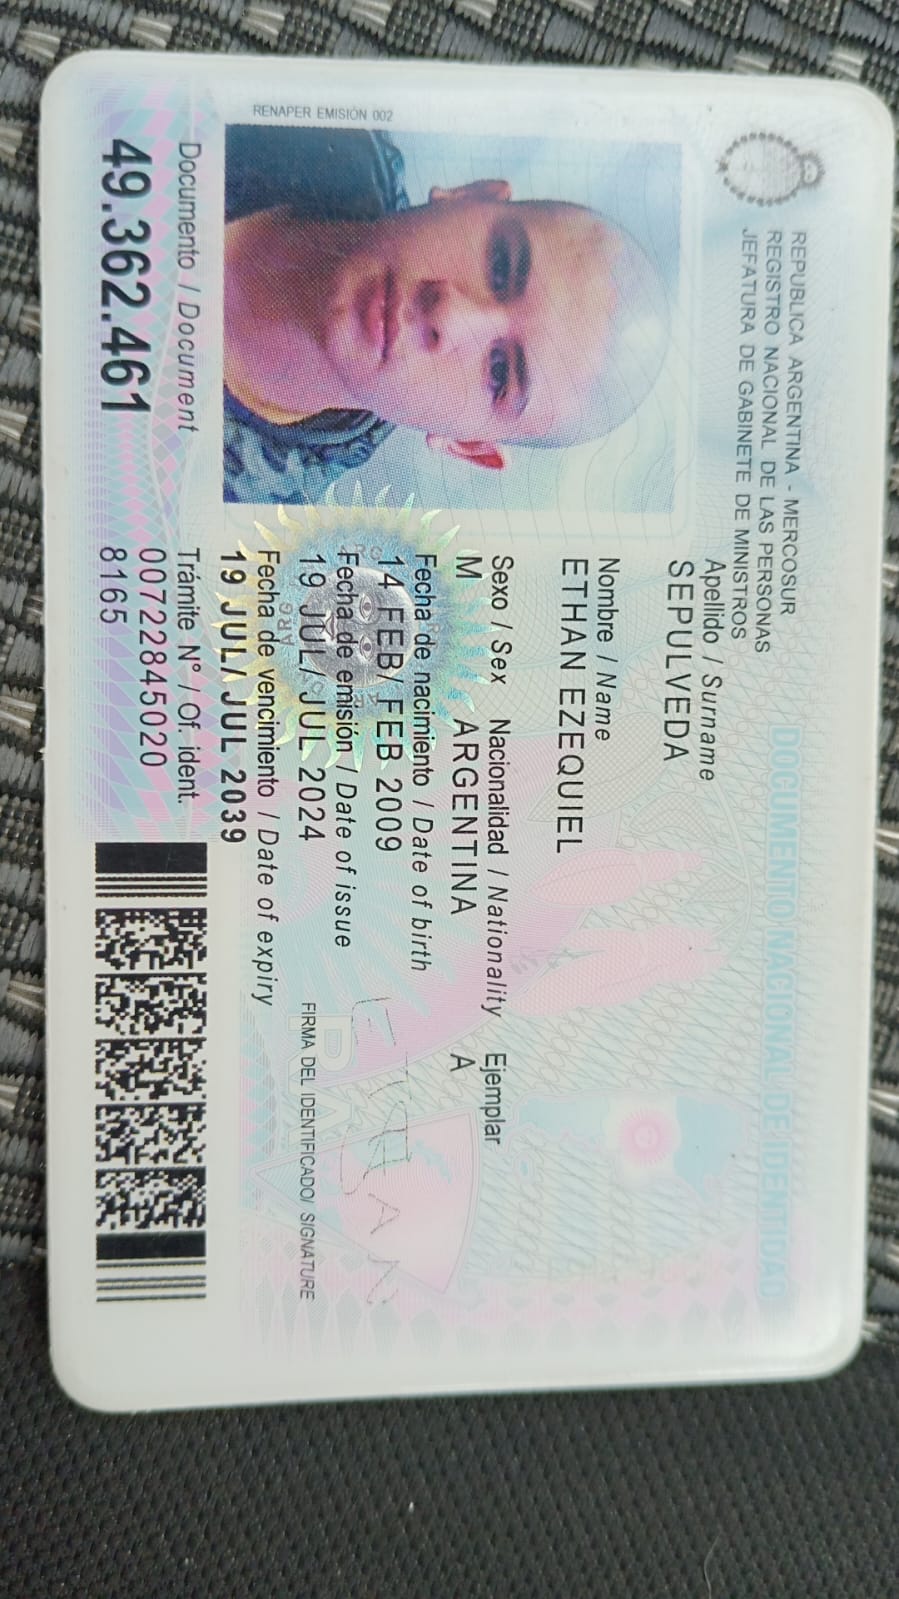 REPUBLICA ARGENTINA - MERCOSUR
REGISTRO NACIONAL DE LAS PERSONAS
JEFATURA DE GABINETE DE MINISTROS
DOCUMENTO NACIONAL DE IDENTIDAD
RENAPER EMISIÓN 002
Apellido / Surname
SEPULVEDA
Nombre / Name
ETHAN EZEQUIEL
Sexo / Sex Nacionalidad / Nationality Ejemplar
M ARGENTINA A
Fecha de nacimiento / Date of birth
14 FEB/ FEB 2009
Fecha de emisión / Date of issue
19 JUL/ JUL 2024
Fecha de vencimiento / Date of expiry
19 JUL/ JUL 2039
FIRMA DEL IDENTIFICADO/ SIGNATURE
Documento / Document
49.362.461
Trámite Nº / Of. ident.
00722845020
8165